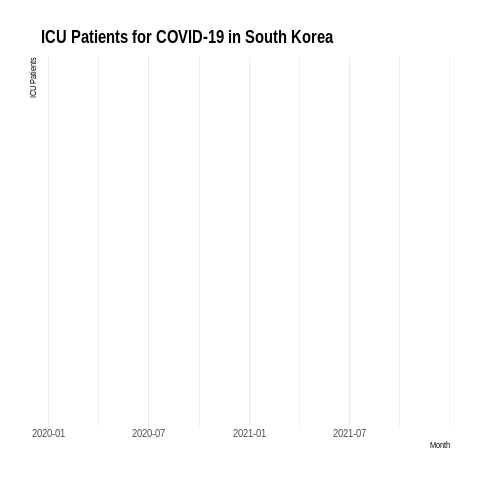 ICU Patients for COVID-19 in South Korea
ICU Patients
2020-01 2020-07 2021-01 2021-07
Month